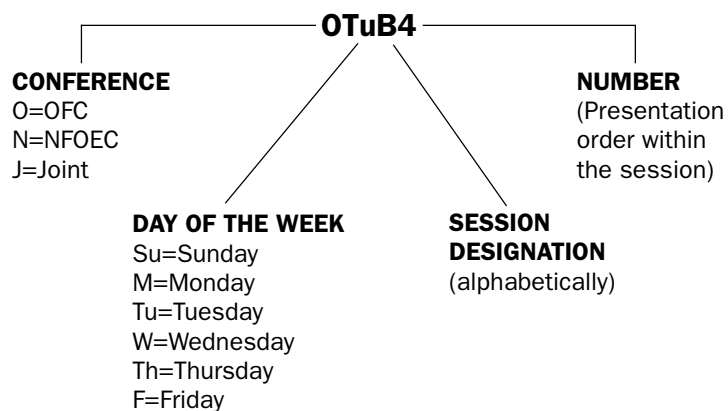 OTuB4
CONFERENCE
O=OFC
N=NFOEC
J=Joint
NUMBER
(Presentation
order within
the session)
DAY OF THE WEEK
Su=Sunday
M=Monday
Tu=Tuesday
W=Wednesday
Th=Thursday
F=Friday
SESSION
DESIGNATION
(alphabetically)